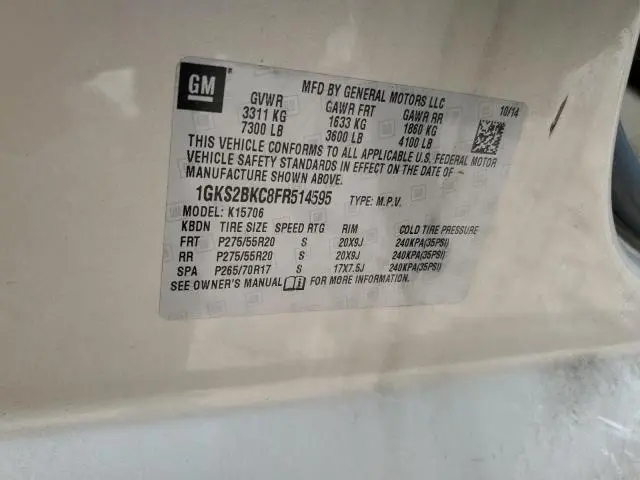 GM
MFD BY GENERAL MOTORS LLC
10/14
GVWR GAWR FRT GAWR RR
3311 KG 1633 KG 1860 KG
7300 LB 3600 LB 4100 LB
THIS VEHICLE CONFORMS TO ALL APPLICABLE U.S. FEDERAL MOTOR
VEHICLE SAFETY STANDARDS IN EFFECT ON THE DATE OF
MANUFACTURE SHOWN ABOVE.
1GKS2BKC8FR514595 TYPE: M.P.V.
MODEL: K15706
KBDN TIRE SIZE SPEED RTG RIM COLD TIRE PRESSURE
FRT P275/55R20 S 20X9J 240KPA(35PSI)
RR P275/55R20 S 20X9J 240KPA(35PSI)
SPA P265/70R17 S 17X7.5J 240KPA(35PSI)
SEE OWNER'S MANUAL FOR MORE INFORMATION.